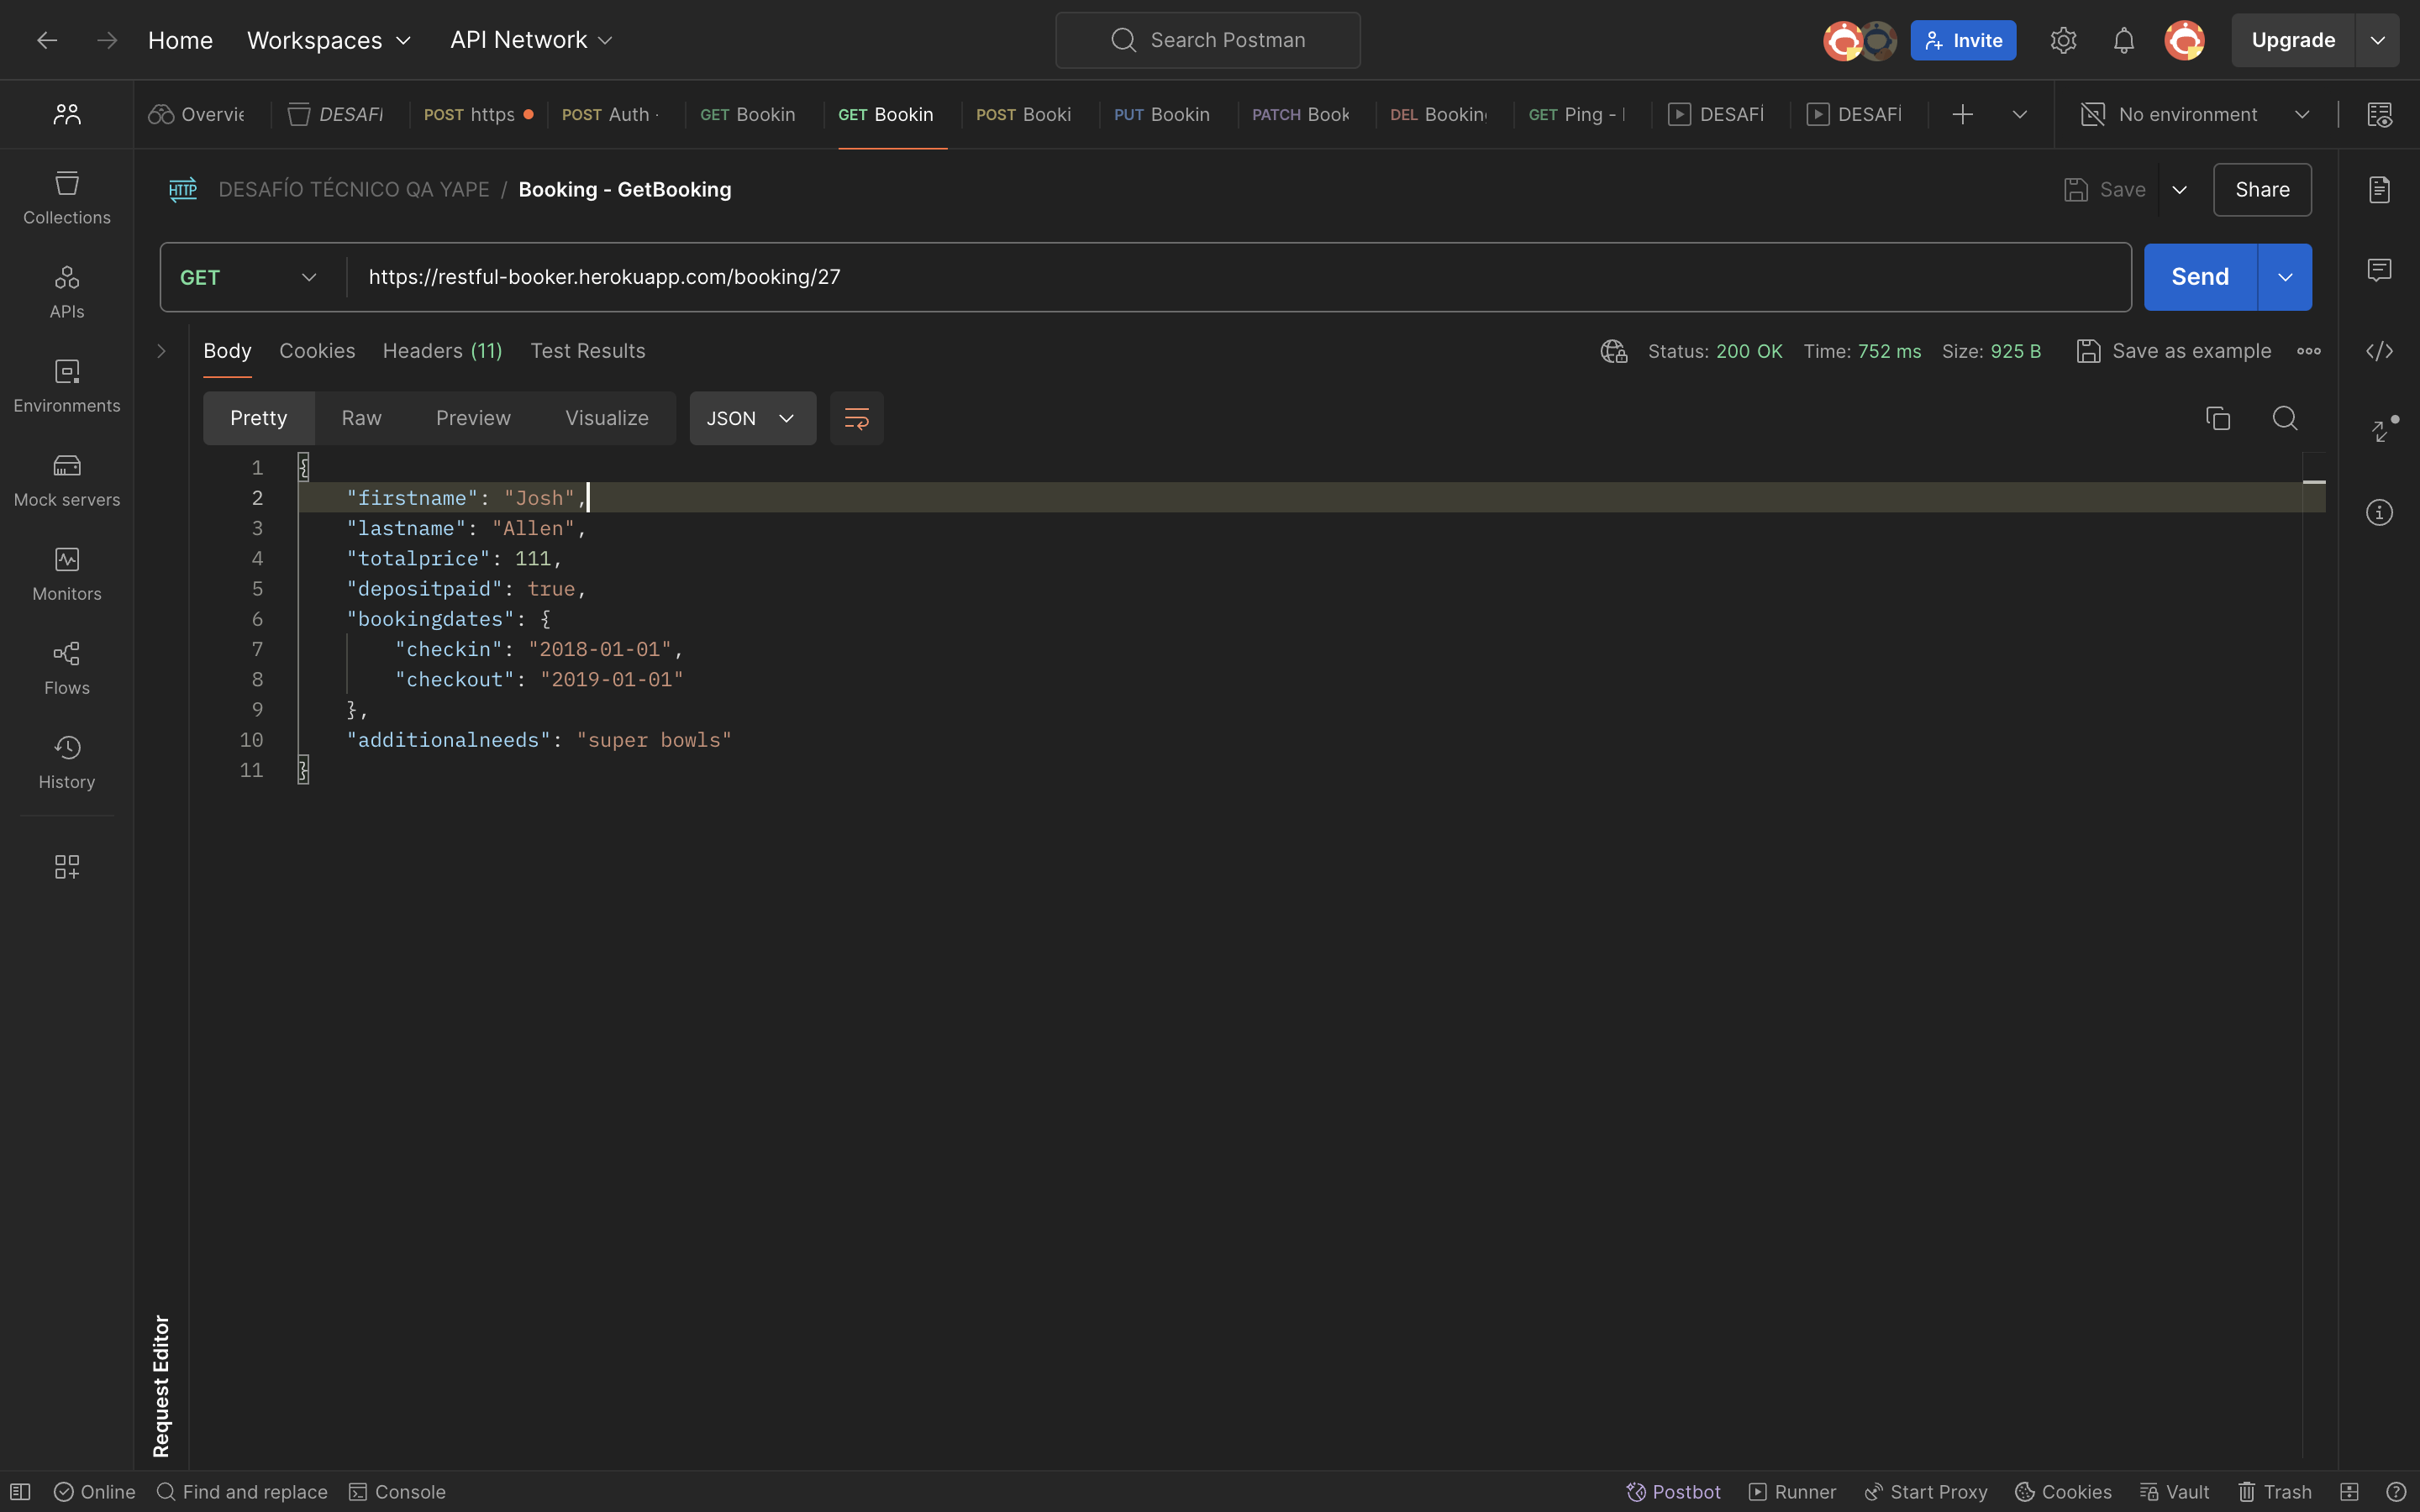 Home Workspaces API Network Search Postman Invite Upgrade
Overvie DESAFÍ POST https POST Auth · GET Bookin GET Bookin POST Booki PUT Bookin PATCH Book DEL Booking GET Ping - DESAFÍ DESAFÍ No environment
HTTP DESAFÍO TÉCNICO QA YAPE / Booking - GetBooking Save Share
Collections
GET https://restful-booker.herokuapp.com/booking/27 Send
APIs
Body Cookies Headers (11) Test Results Status: 200 OK Time: 752 ms Size: 925 B Save as example
Environments
Pretty Raw Preview Visualize JSON
Mock servers
Monitors
Flows
History
1 {
2 "firstname": "Josh",
3 "lastname": "Allen",
4 "totalprice": 111,
5 "depositpaid": true,
6 "bookingdates": {
7 "checkin": "2018-01-01",
8 "checkout": "2019-01-01"
9 },
10 "additionalneeds": "super bowls"
11 }
Request Editor
Online Find and replace Console Postbot Runner Start Proxy Cookies Vault Trash